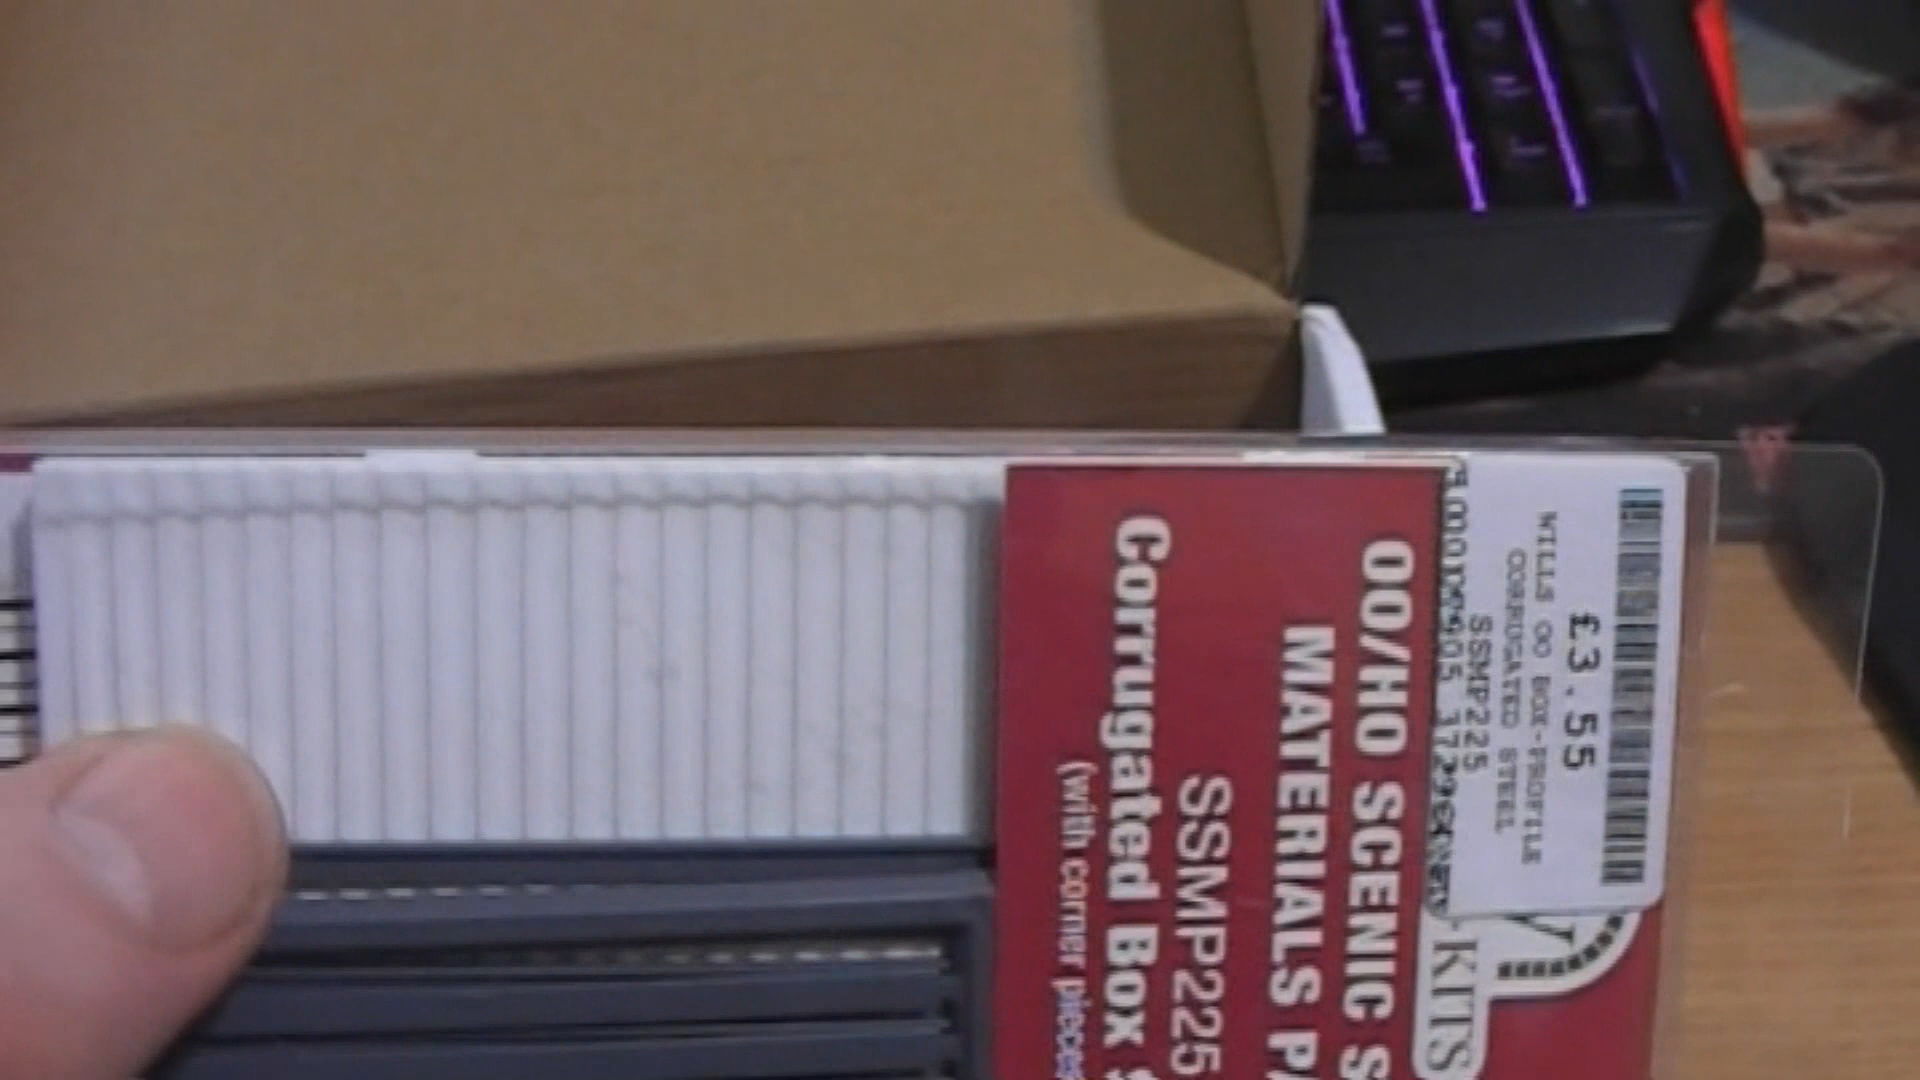 £3.55
WILLS OO BOX-PROFILE
CORRUGATED STEEL
SSMP225
KITS
OO/HO SCENIC S
MATERIALS PA
SSMP225
Corrugated Box
(with corner pieces